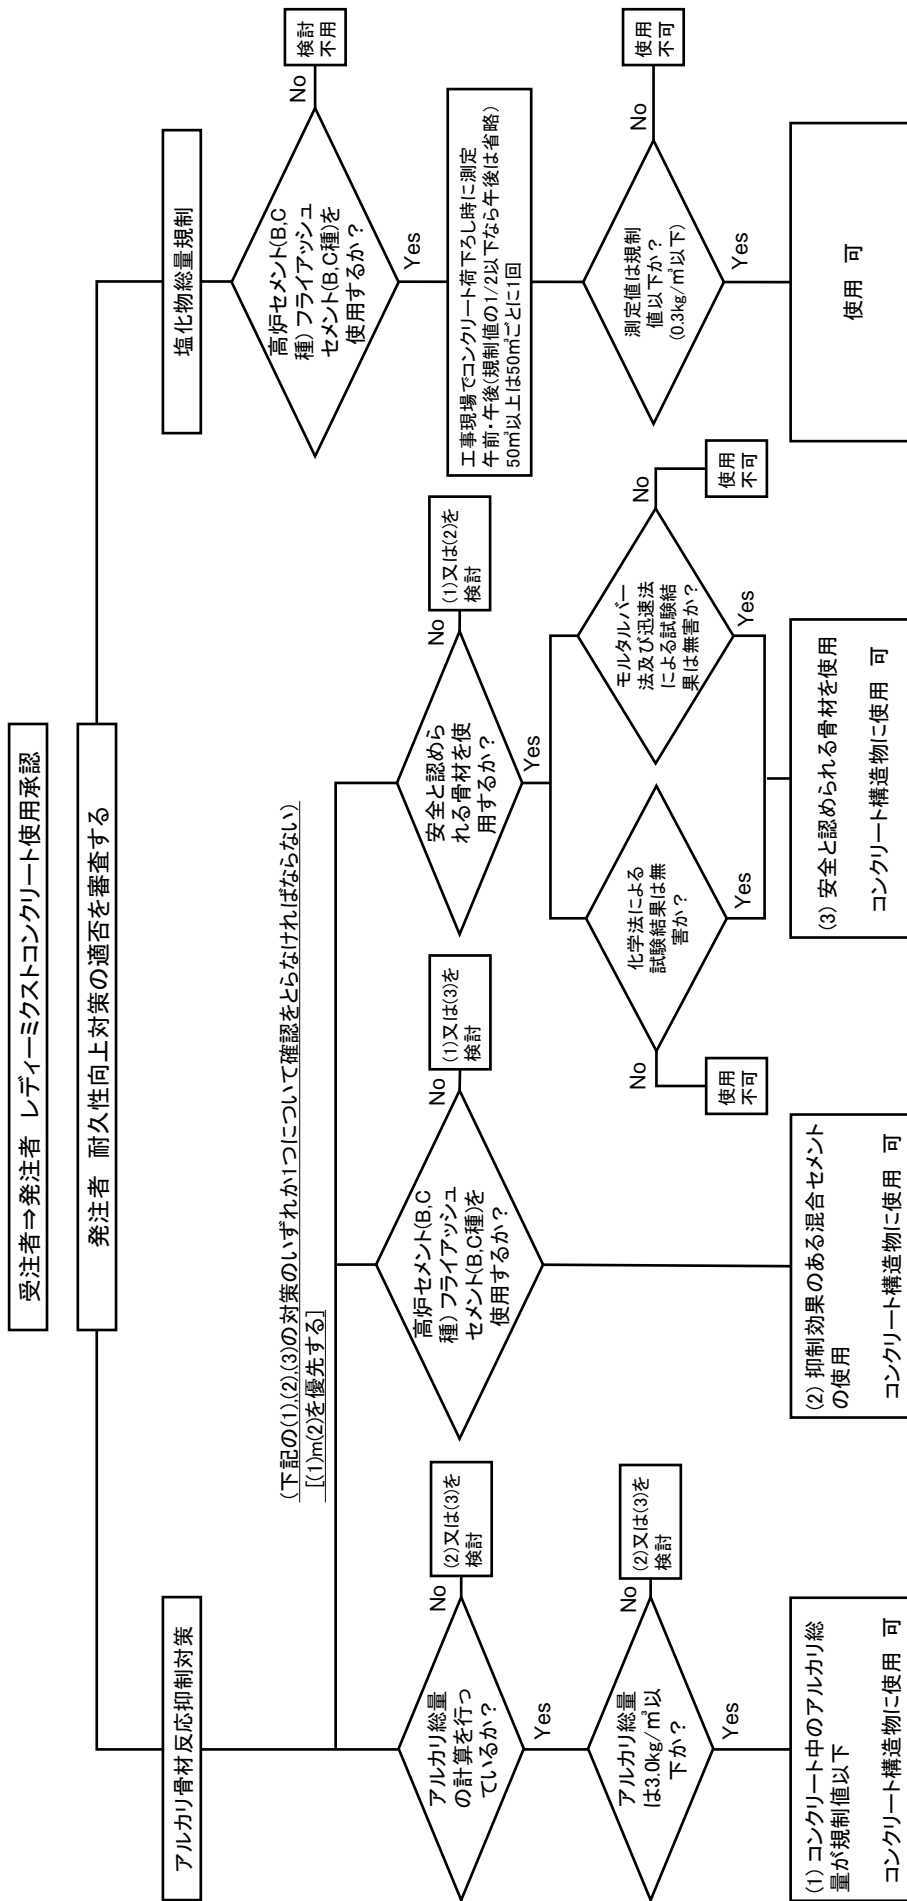 受注者⇒発注者 レディーミクストコンクリート使用承認
発注者 耐久性向上対策の適否を審査する
アルカリ骨材反応抑制対策
塩化物総量規制
(下記の(1),(2),(3)の対策のいずれか1つについて確認をとらなければならない)
[(1)m(2)を優先する]
アルカリ総量
の計算を行っ
ているか？
No
(2)又は(3)を
検討
Yes
アルカリ総量
は3.0kg/㎥以
下か？
No
(2)又は(3)を
検討
Yes
(1) コンクリート中のアルカリ総
量が規制値以下
コンクリート構造物に使用 可
高炉セメント(B,C
種) フライアッシュ
セメント(B,C種)を
使用するか？
No
(1)又は(3)を
検討
(2) 抑制効果のある混合セメント
の使用
コンクリート構造物に使用 可
安全と認めら
れる骨材を使
用するか？
No
(1)又は(2)を
検討
Yes
化学法による
試験結果は無
害か？
No
使用
不可
Yes
モルタルバー
法及び迅速法
による試験結
果は無害か？
No
使用
不可
Yes
(3) 安全と認められる骨材を使用
コンクリート構造物に使用 可
高炉セメント(B,C
種) フライアッシュ
セメント(B,C種)を
使用するか？
No
検討
不用
Yes
工事現場でコンクリート荷下ろし時に測定
午前・午後(規制値の1/2以下なら午後は省略)
50㎥以上は50㎥ごとに1回
測定値は規制
値以下か？
(0.3kg/㎥以下)
No
使用
不可
Yes
使用 可